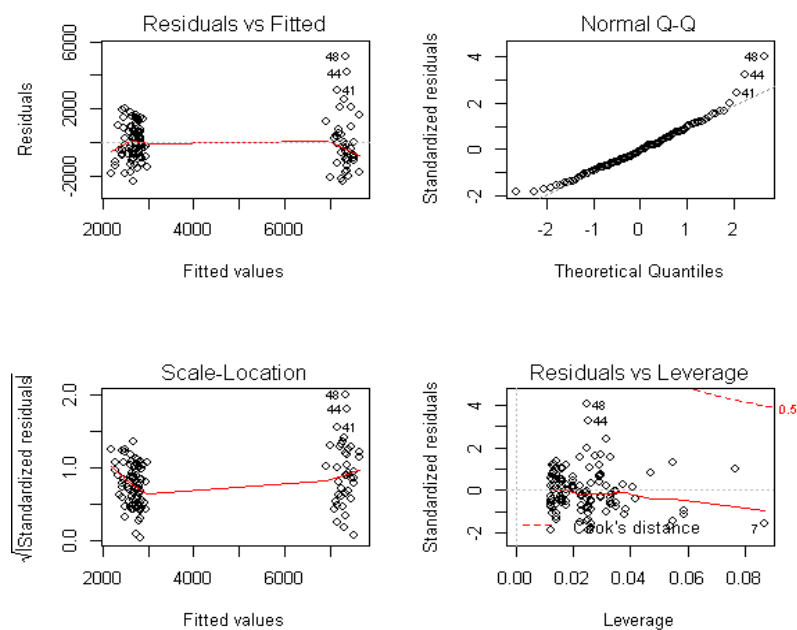 Residuals vs Fitted
Residuals
6000
2000
-2000
48
44
41
2000 4000 6000
Fitted values
Normal Q-Q
Standardized residuals
4
2
0
-2
48
44
41
-2 -1 0 1 2
Theoretical Quantiles
Scale-Location
√|Standardized residuals|
2.0
1.0
0.0
48
44
41
2000 4000 6000
Fitted values
Residuals vs Leverage
Standardized residuals
4
2
0
-2
48
44
0.5
Cook's distance
7
0.00 0.02 0.04 0.06 0.08
Leverage